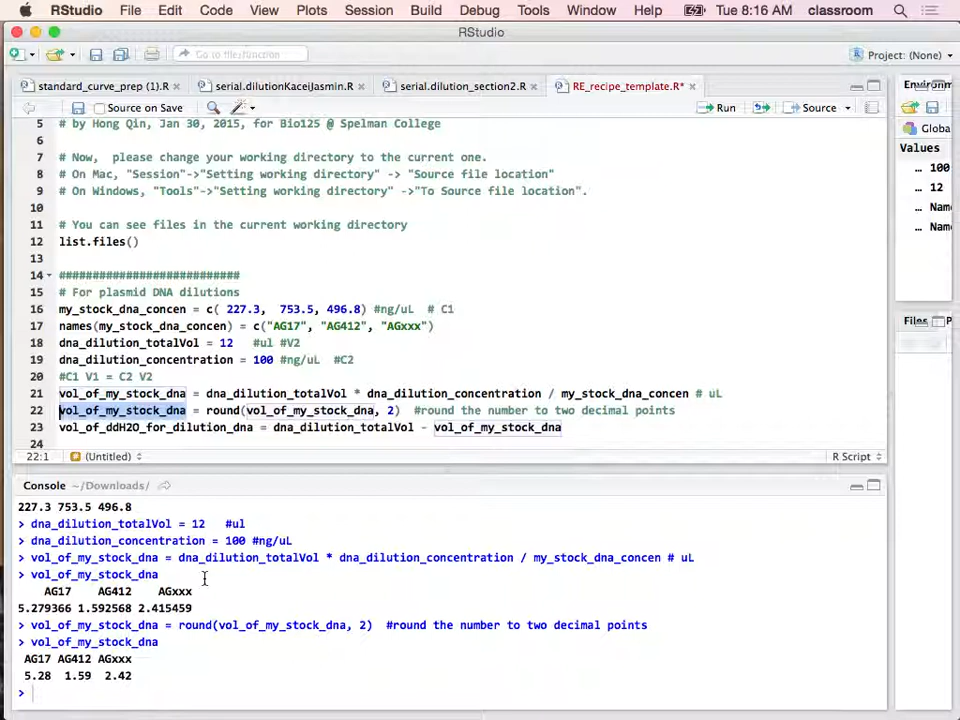 RStudio File Edit Code View Plots Session Build Debug Tools Window Help Tue 8:16 AM classroom
RStudio
Go to file/function Project: (None)
standard_curve_prep (1).R serial.dilutionKaceiJasmin.R serial.dilution_section2.R RE_recipe_template.R* Environ
Source on Save Run Source
Globa
5 # by Hong Qin, Jan 30, 2015, for Bio125 @ Spelman College
Values
6
7 # Now,  please change your working directory to the current one.
... 100
8 # On Mac, "Session"->"Setting working directory" -> "Source file location"
... 12
9 # On Windows, "Tools"->"Setting working directory" ->"To Source file location".
... Nam
10
11 # You can see files in the current working directory
... Nam
12 list.files()
13
14 ###########################
15 # For plasmid DNA dilutions
16 my_stock_dna_concen = c( 227.3,  753.5, 496.8) #ng/uL  # C1
17 names(my_stock_dna_concen) = c("AG17", "AG412", "AGxxx")
Files P
18 dna_dilution_totalVol = 12   #ul #V2
19 dna_dilution_concentration = 100 #ng/uL  #C2
20 #C1 V1 = C2 V2
21 vol_of_my_stock_dna = dna_dilution_totalVol * dna_dilution_concentration / my_stock_dna_concen # uL
22 vol_of_my_stock_dna = round(vol_of_my_stock_dna, 2)  #round the number to two decimal points
23 vol_of_ddH2O_for_dilution_dna = dna_dilution_totalVol - vol_of_my_stock_dna
24
22:1 (Untitled) R Script
Console ~/Downloads/
227.3 753.5 496.8
> dna_dilution_totalVol = 12   #ul
> dna_dilution_concentration = 100 #ng/uL
> vol_of_my_stock_dna = dna_dilution_totalVol * dna_dilution_concentration / my_stock_dna_concen # uL
> vol_of_my_stock_dna
AG17 AG412 AGxxx
5.279366 1.592568 2.415459
> vol_of_my_stock_dna = round(vol_of_my_stock_dna, 2)  #round the number to two decimal points
> vol_of_my_stock_dna
AG17 AG412 AGxxx
5.28 1.59 2.42
>